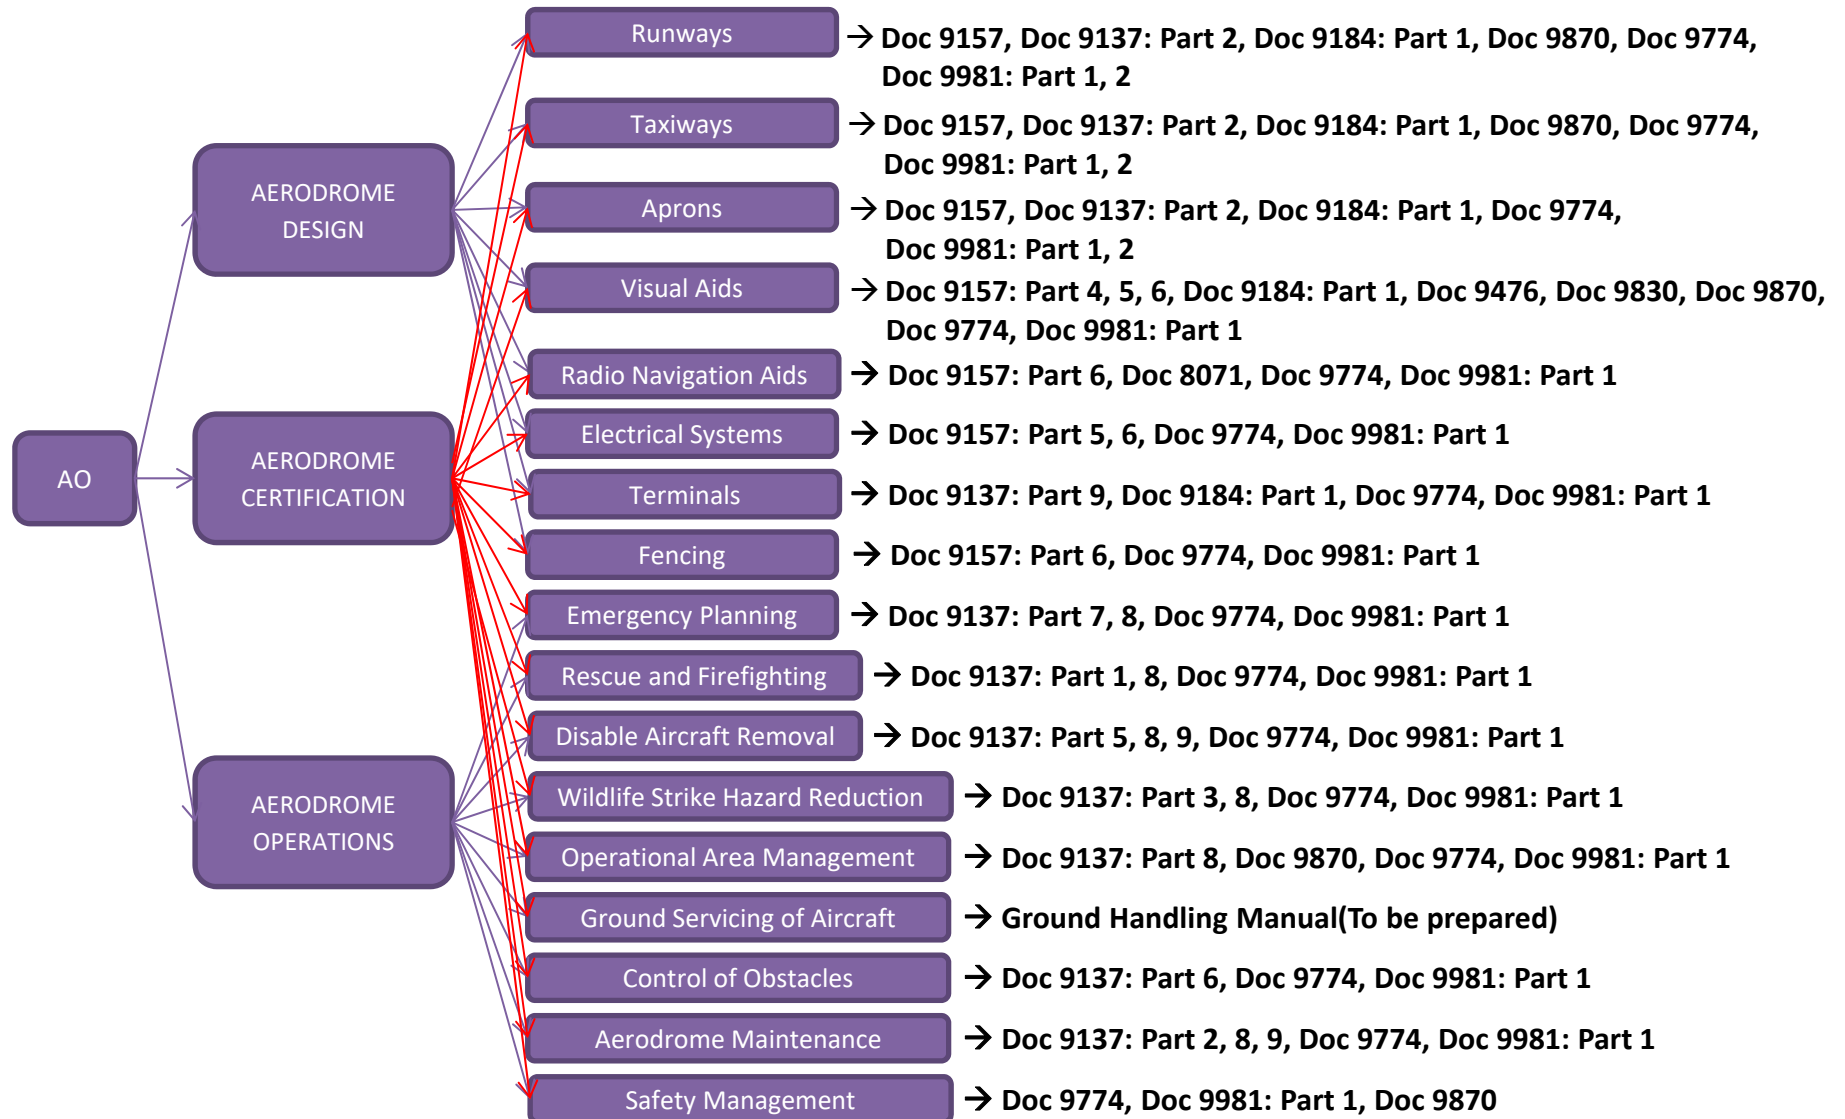 AO
AERODROME
DESIGN
AERODROME
CERTIFICATION
AERODROME
OPERATIONS
Runways
→ Doc 9157, Doc 9137: Part 2, Doc 9184: Part 1, Doc 9870, Doc 9774,
Doc 9981: Part 1, 2
Taxiways
→ Doc 9157, Doc 9137: Part 2, Doc 9184: Part 1, Doc 9870, Doc 9774,
Doc 9981: Part 1, 2
Aprons
→ Doc 9157, Doc 9137: Part 2, Doc 9184: Part 1, Doc 9774,
Doc 9981: Part 1, 2
Visual Aids
→ Doc 9157: Part 4, 5, 6, Doc 9184: Part 1, Doc 9476, Doc 9830, Doc 9870,
Doc 9774, Doc 9981: Part 1
Radio Navigation Aids
→ Doc 9157: Part 6, Doc 8071, Doc 9774, Doc 9981: Part 1
Electrical Systems
→ Doc 9157: Part 5, 6, Doc 9774, Doc 9981: Part 1
Terminals
→ Doc 9137: Part 9, Doc 9184: Part 1, Doc 9774, Doc 9981: Part 1
Fencing
→ Doc 9157: Part 6, Doc 9774, Doc 9981: Part 1
Emergency Planning
→ Doc 9137: Part 7, 8, Doc 9774, Doc 9981: Part 1
Rescue and Firefighting
→ Doc 9137: Part 1, 8, Doc 9774, Doc 9981: Part 1
Disable Aircraft Removal
→ Doc 9137: Part 5, 8, 9, Doc 9774, Doc 9981: Part 1
Wildlife Strike Hazard Reduction
→ Doc 9137: Part 3, 8, Doc 9774, Doc 9981: Part 1
Operational Area Management
→ Doc 9137: Part 8, Doc 9870, Doc 9774, Doc 9981: Part 1
Ground Servicing of Aircraft
→ Ground Handling Manual(To be prepared)
Control of Obstacles
→ Doc 9137: Part 6, Doc 9774, Doc 9981: Part 1
Aerodrome Maintenance
→ Doc 9137: Part 2, 8, 9, Doc 9774, Doc 9981: Part 1
Safety Management
→ Doc 9774, Doc 9981: Part 1, Doc 9870